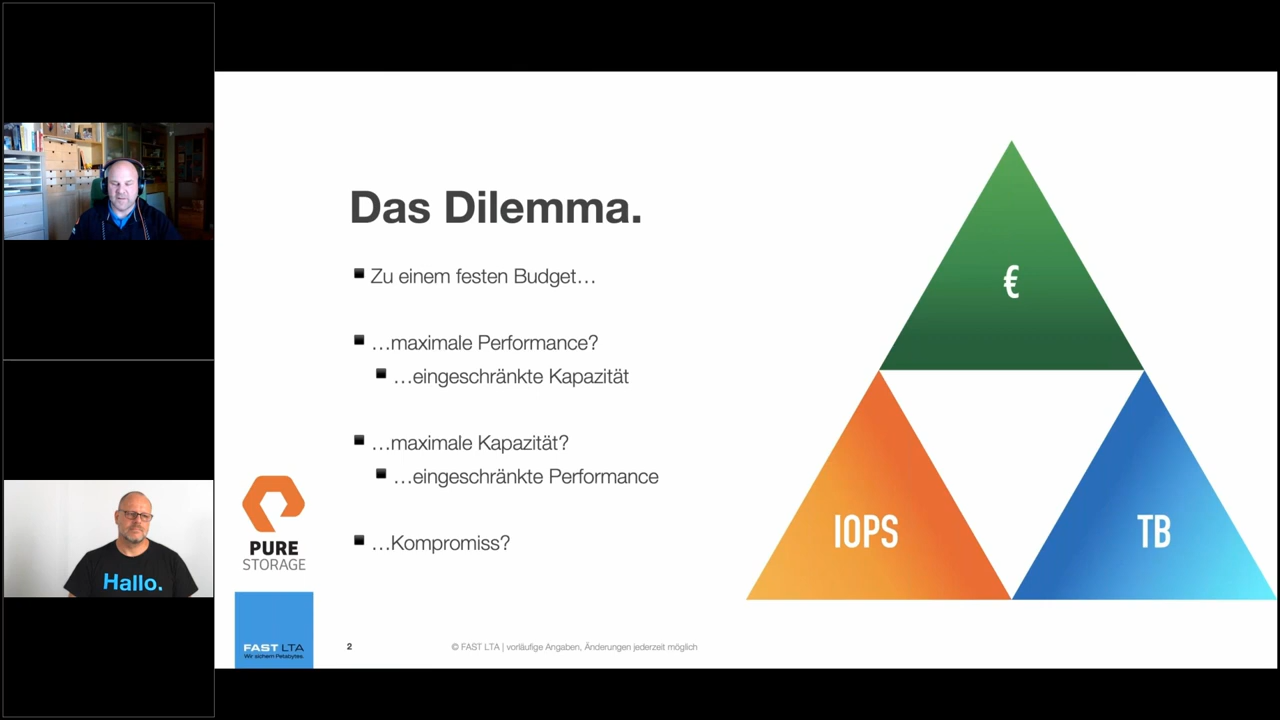 Das Dilemma.
Zu einem festen Budget…
…maximale Performance?
…eingeschränkte Kapazität
…maximale Kapazität?
…eingeschränkte Performance
…Kompromiss?
€
IOPS
TB
PURE
STORAGE
FAST LTA
Wir sichern Petabytes
2
© FAST LTA | vorläufige Angaben, Änderungen jederzeit möglich
Hallo.